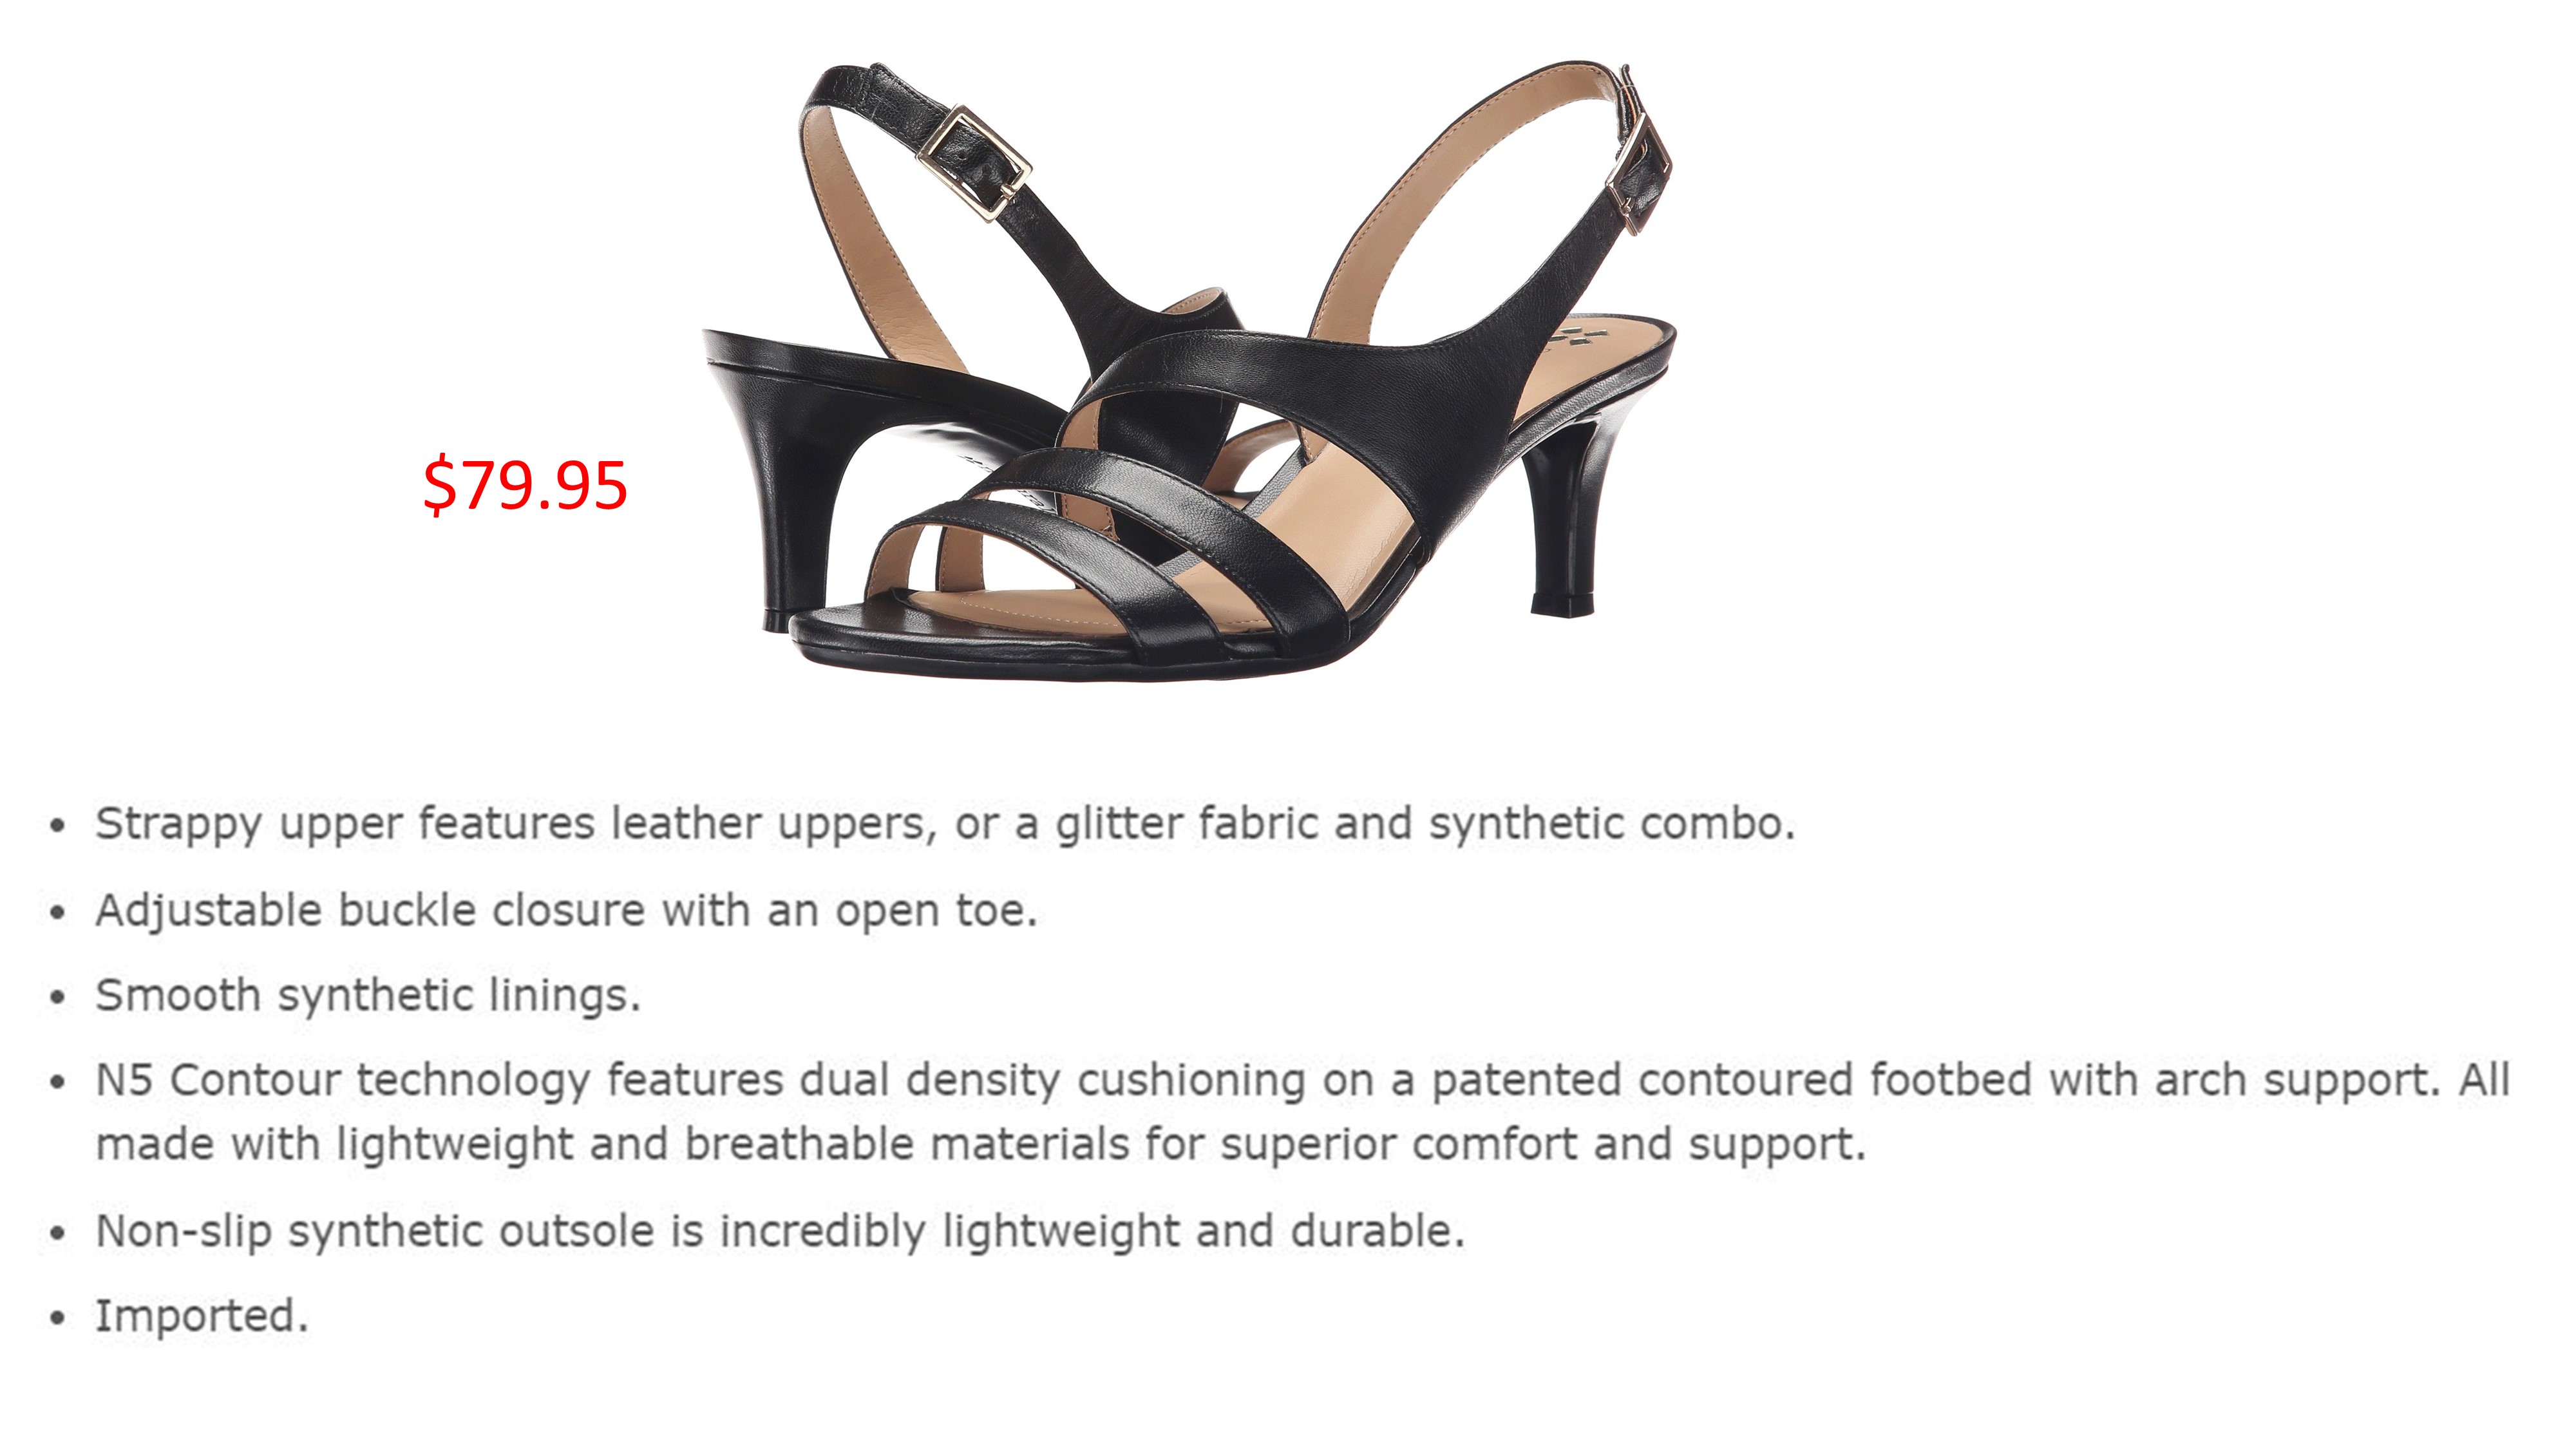 $79.95
• Strappy upper features leather uppers, or a glitter fabric and synthetic combo.
• Adjustable buckle closure with an open toe.
• Smooth synthetic linings.
• N5 Contour technology features dual density cushioning on a patented contoured footbed with arch support. All
made with lightweight and breathable materials for superior comfort and support.
• Non-slip synthetic outsole is incredibly lightweight and durable.
• Imported.